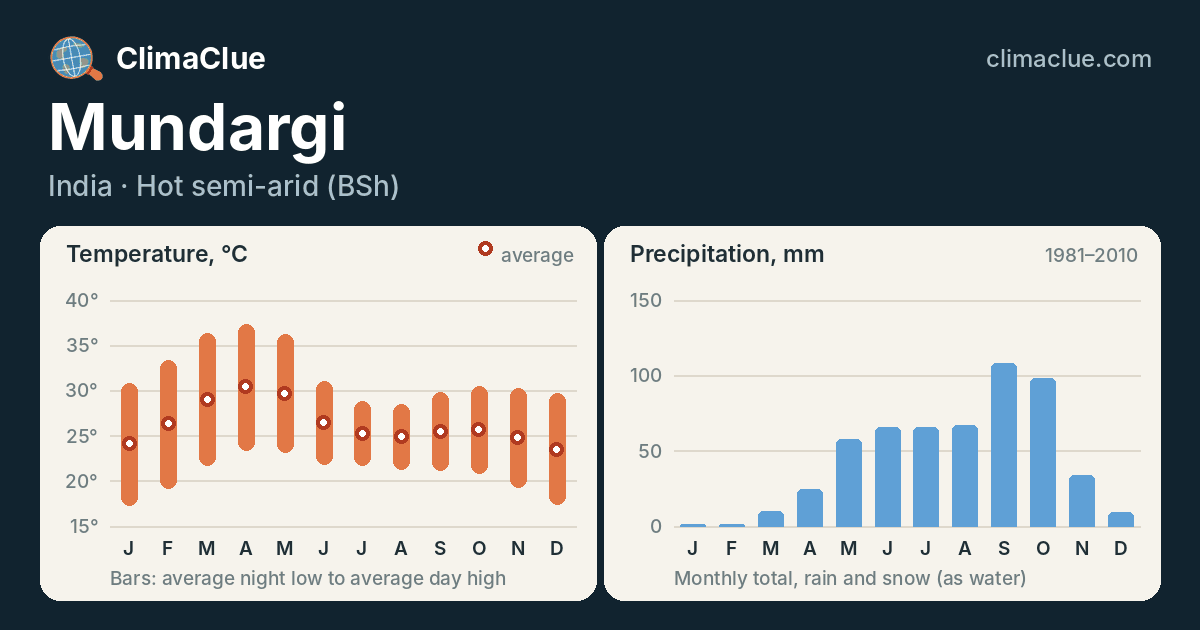 ClimaClue
climaclue.com
Mundargi
India · Hot semi-arid (BSh)
Temperature, °C
average
40°
35°
30°
25°
20°
15°
J F M A M J J A S O N D
Bars: average night low to average day high
Precipitation, mm
1981–2010
150
100
50
0
J F M A M J J A S O N D
Monthly total, rain and snow (as water)